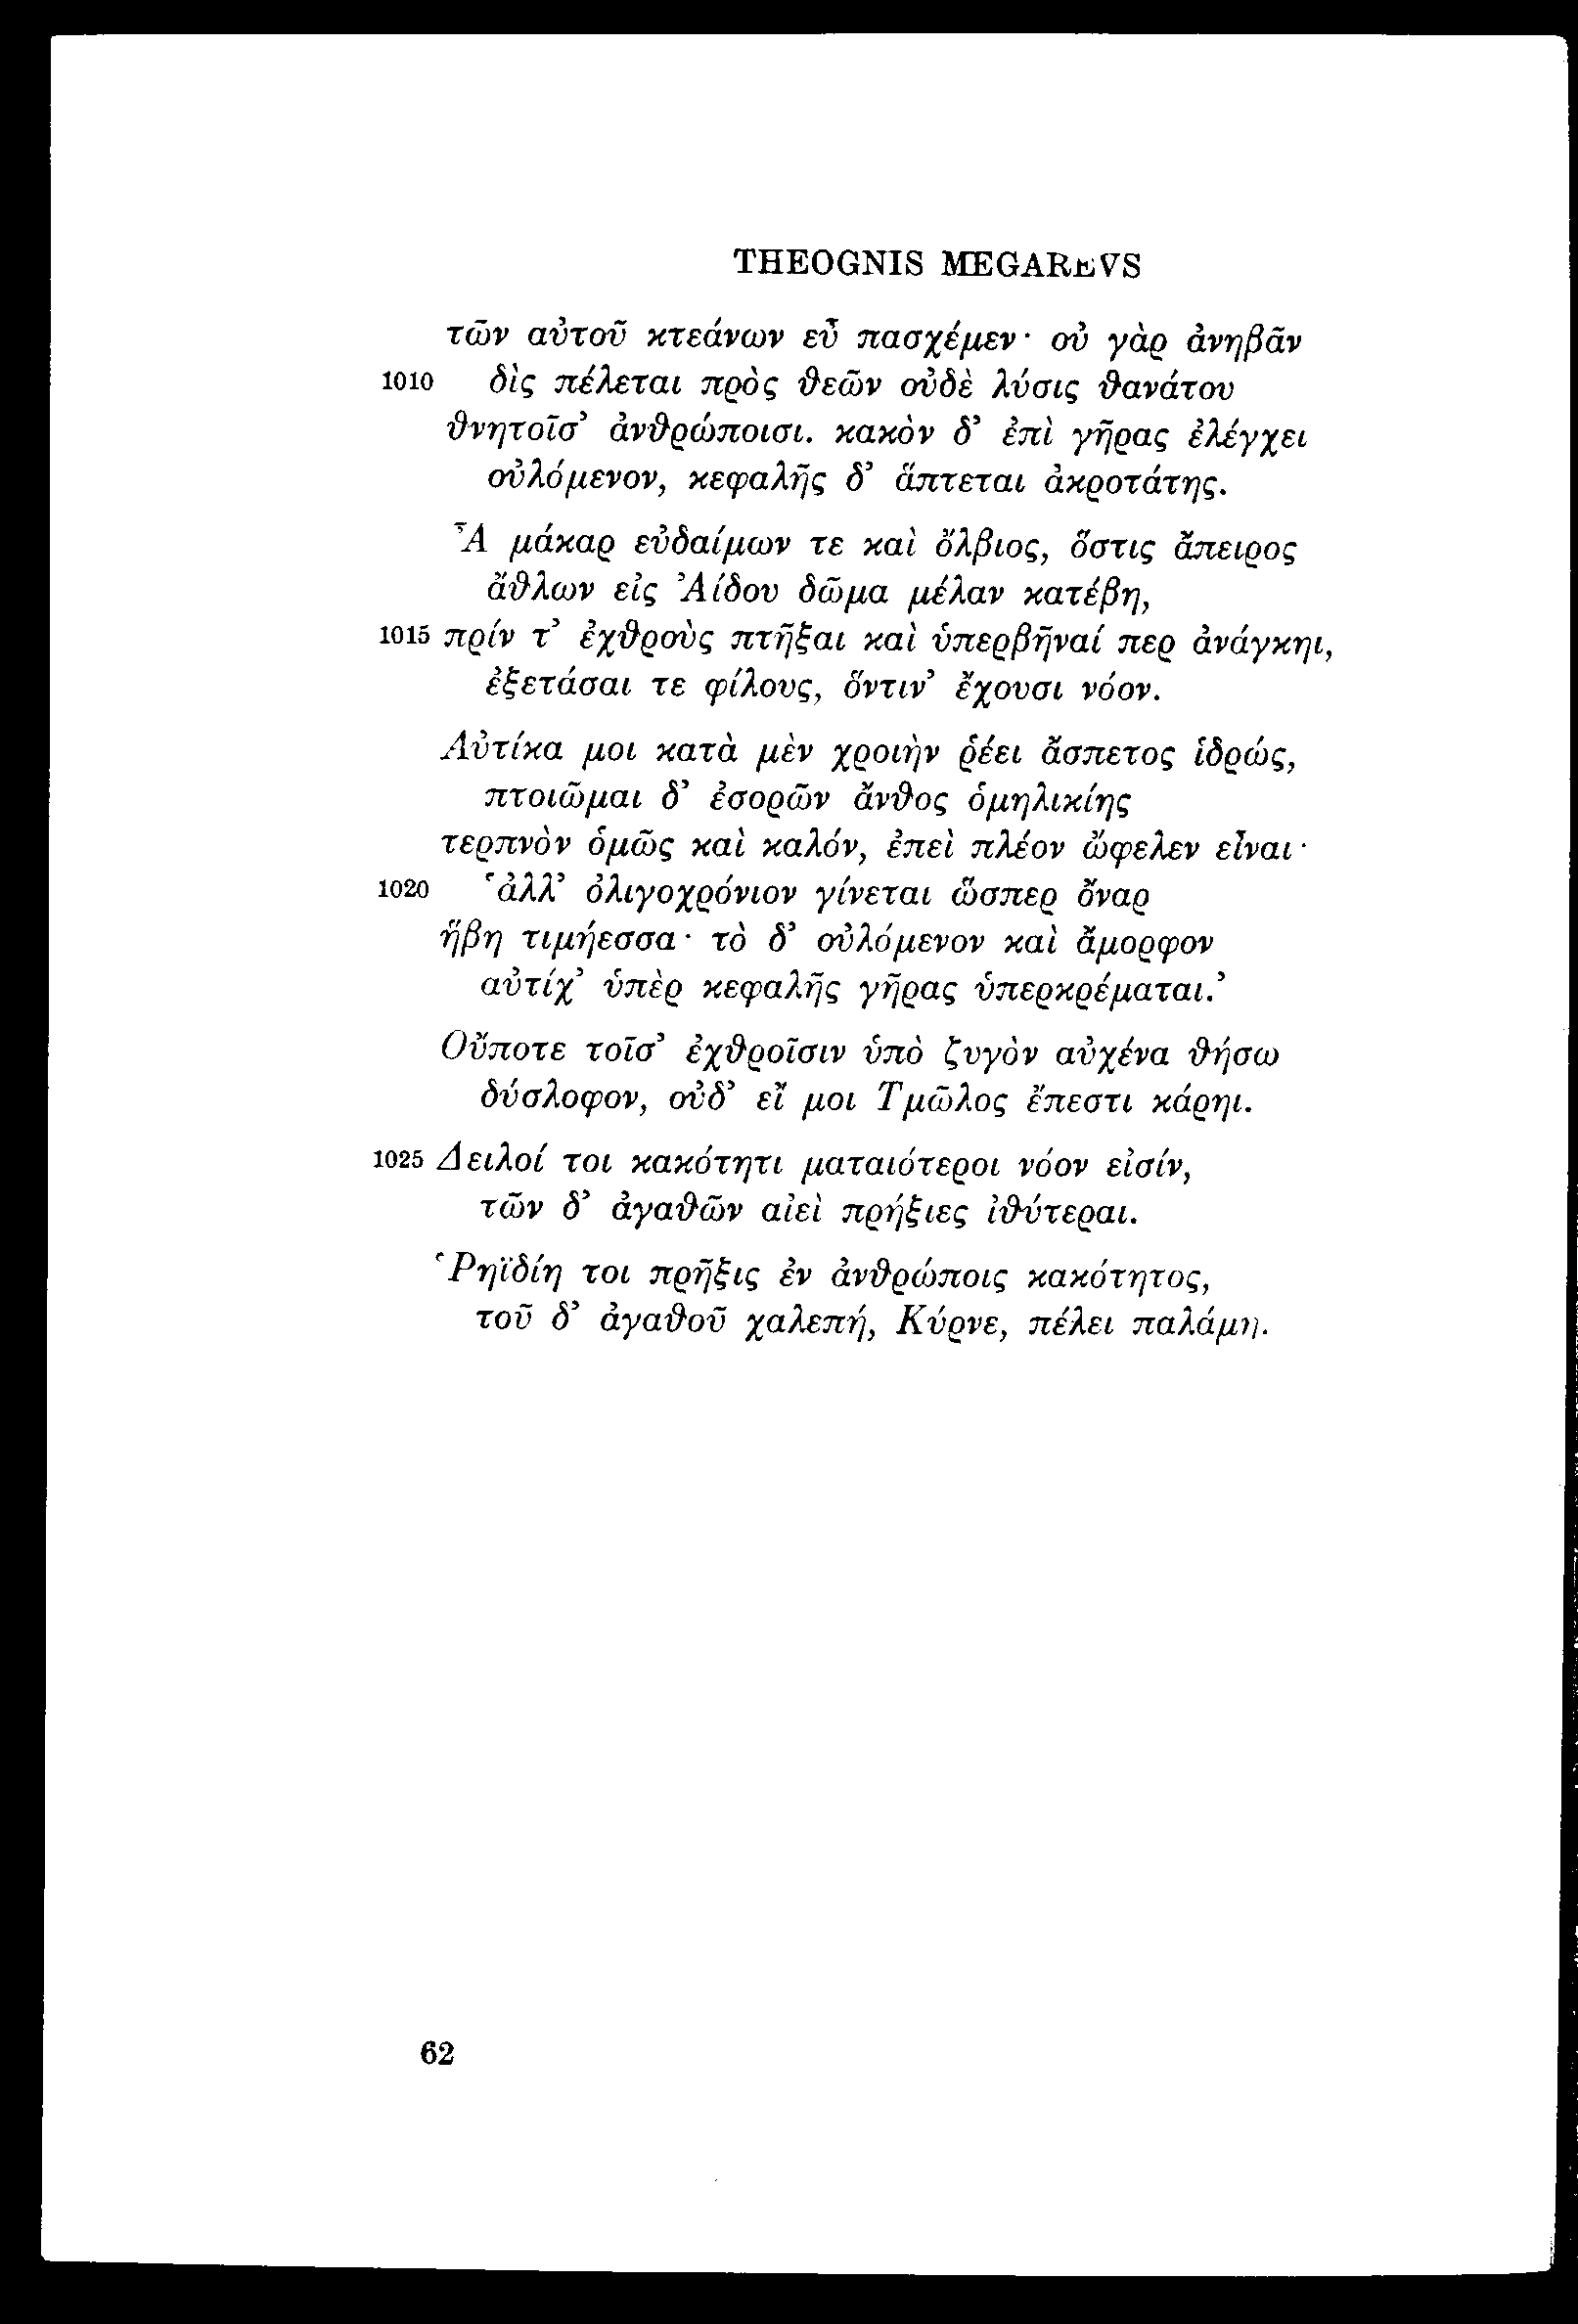 THEOGNIS MEGAREVS
τῶν αὐτοῦ κτεάνων εὖ πασχέμεν· οὐ γὰρ ἀνηβᾶν
1010 δὶς πέλεται πρὸς θεῶν οὐδὲ λύσις θανάτου
θνητοῖσ’ ἀνθρώποισι. κακὸν δ’ ἐπὶ γῆρας ἐλέγχει
οὐλόμενον, κεφαλῆς δ’ ἅπτεται ἀκροτάτης.
Ἆ μάκαρ εὐδαίμων τε καὶ ὄλβιος, ὅστις ἄπειρος
ἄθλων εἰς Ἀίδου δῶμα μέλαν κατέβη,
1015 πρίν τ’ ἐχθροὺς πτῆξαι καὶ ὑπερβῆναί περ ἀνάγκηι,
ἐξετάσαι τε φίλους, ὅντιν’ ἔχουσι νόον.
Αὐτίκα μοι κατὰ μὲν χροιὴν ῥέει ἄσπετος ἱδρώς,
πτοιῶμαι δ’ ἐσορῶν ἄνθος ὁμηλικίης
τερπνὸν ὁμῶς καὶ καλόν, ἐπεὶ πλέον ὤφελεν εἶναι·
1020 ‘ἀλλ’ ὀλιγοχρόνιον γίνεται ὥσπερ ὄναρ
ἥβη τιμήεσσα· τὸ δ’ οὐλόμενον καὶ ἄμορφον
αὐτίχ’ ὑπὲρ κεφαλῆς γῆρας ὑπερκρέμαται.’
Οὔποτε τοῖσ’ ἐχθροῖσιν ὑπὸ ζυγὸν αὐχένα θήσω
δύσλοφον, οὐδ’ εἴ μοι Τμῶλος ἔπεστι κάρηι.
1025 Δειλοί τοι κακότητι ματαιότεροι νόον εἰσίν,
τῶν δ’ ἀγαθῶν αἰεὶ πρήξιες ἰθύτεραι.
Ῥηϊδίη τοι πρῆξις ἐν ἀνθρώποις κακότητος,
τοῦ δ’ ἀγαθοῦ χαλεπή, Κύρνε, πέλει παλάμη.
62